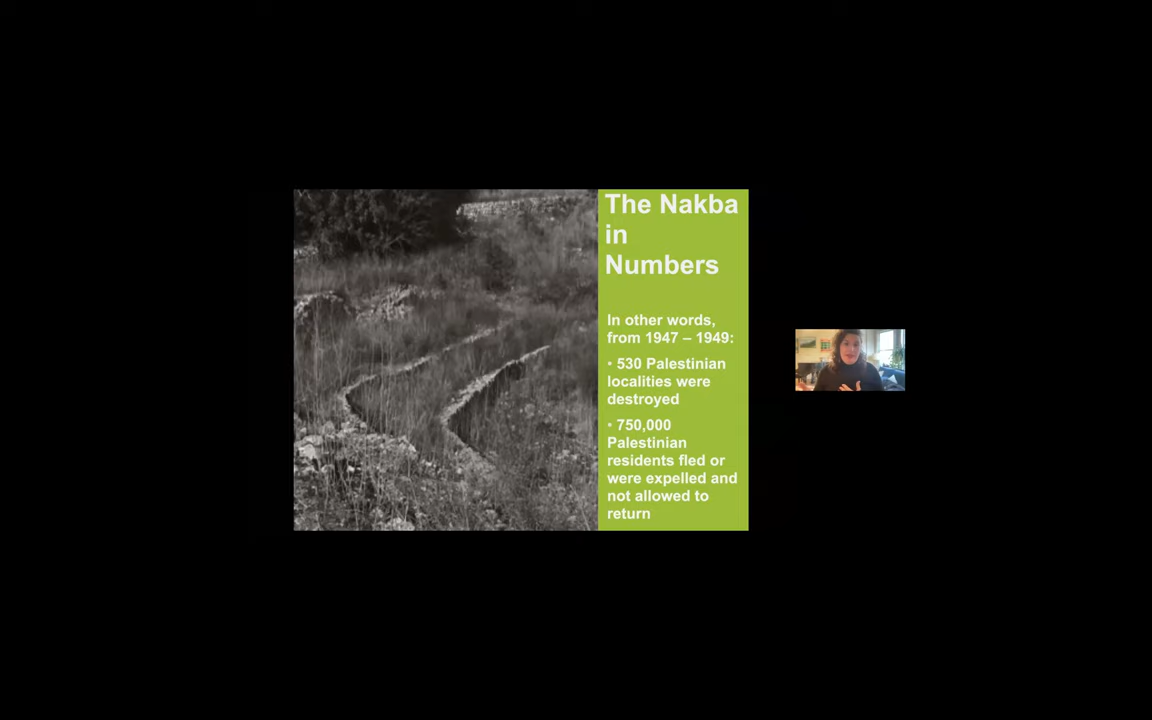 The Nakba
in
Numbers
In other words,
from 1947 – 1949:
• 530 Palestinian
localities were
destroyed
• 750,000
Palestinian
residents fled or
were expelled and
not allowed to
return